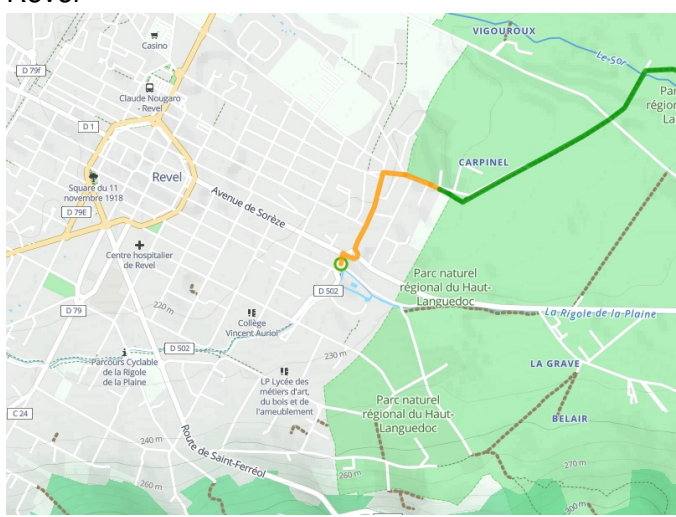 Revel
VIGOUROUX
Casino
Le Sor
D 79f
Claude Nougaro
- Revel
D 1
CARPINEL
Revel
Square du 11
novembre 1918
Avenue de Sorèze
D 79E
Centre hospitalier
de Revel
Parc naturel
régional du Haut-
Languedoc
D 502
220 m
D 79
La Rigole de la Plaine
Collège
Vincent Auriol
D 502
230 m
Parcours Cyclable
de la Rigole
de la Plaine
LA GRAVE
LP Lycée des
métiers d'art,
du bois et de
l'ameublement
Parc naturel
régional du Haut-
Languedoc
C 24
BELAIR
240 m
Route de Saint-Ferréol
270 m
260 m
260 m
300 m